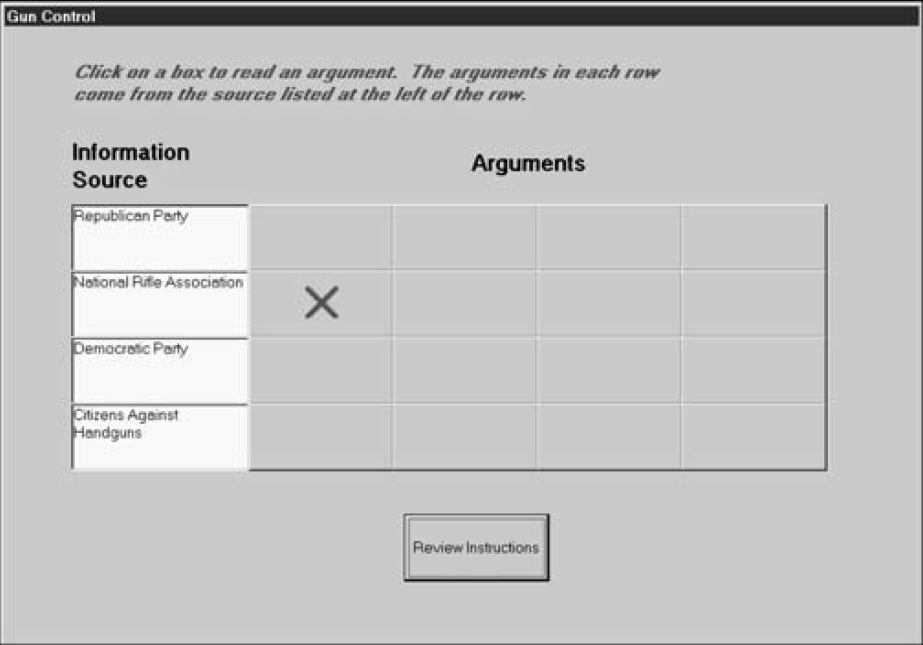 Gun Control
Click on a box to read an argument. The arguments in each row
come from the source listed at the left of the row.
Information
Source
Arguments
Republican Party
National Rifle Association
Democratic Party
Citizens Against
Handguns
Review Instructions